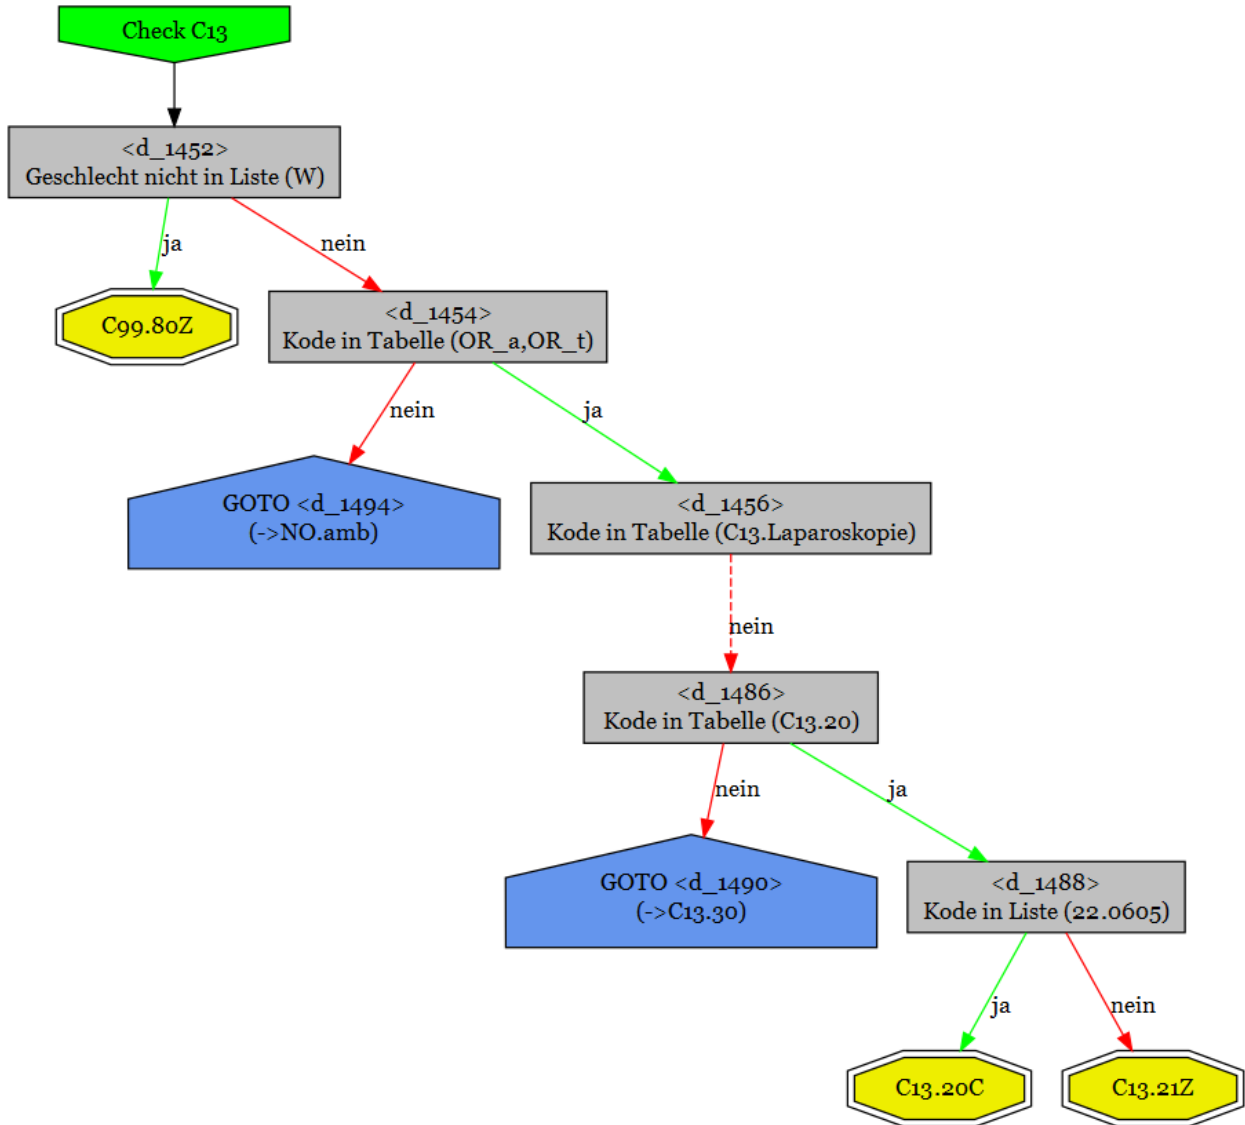 Check C13
<d_1452>
Geschlecht nicht in Liste (W)
ja
nein
C99.80Z
<d_1454>
Kode in Tabelle (OR_a,OR_t)
nein
ja
GOTO <d_1494>
(->NO.amb)
<d_1456>
Kode in Tabelle (C13.Laparoskopie)
nein
<d_1486>
Kode in Tabelle (C13.20)
nein
ja
GOTO <d_1490>
(->C13.30)
<d_1488>
Kode in Liste (22.0605)
ja
nein
C13.20C
C13.21Z